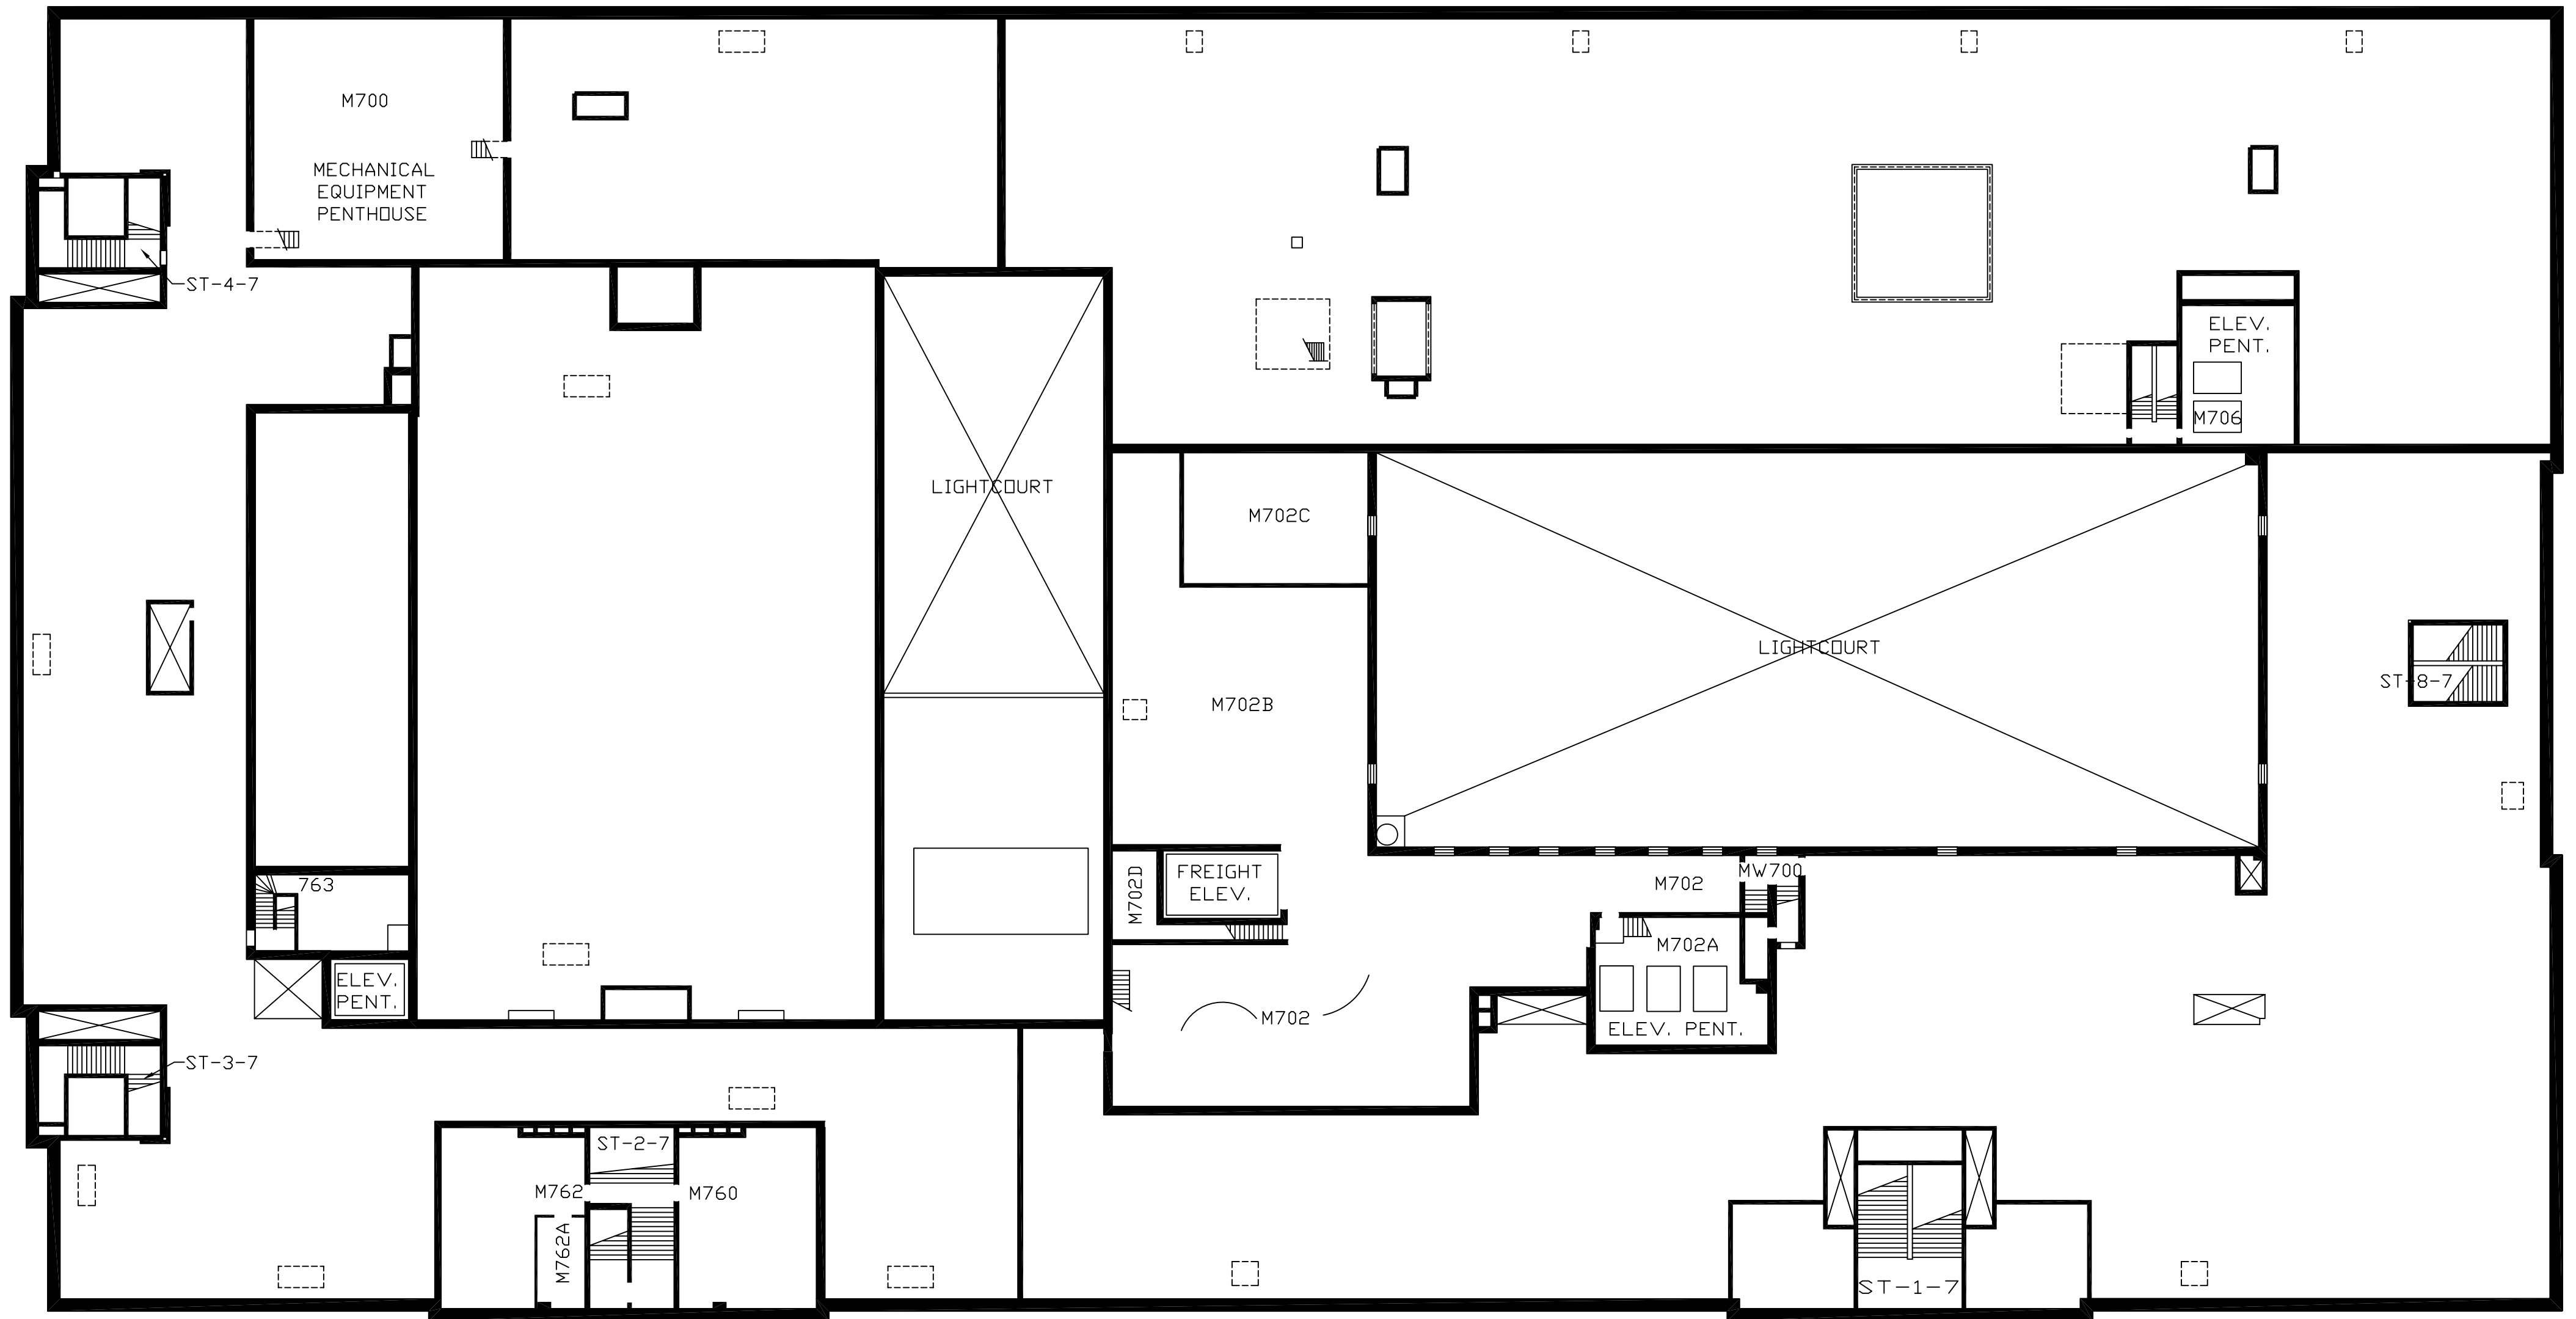 M700
MECHANICAL
EQUIPMENT
PENTHOUSE
ST-4-7
ELEV.
PENT.
M706
LIGHTCOURT
M702C
LIGHTCOURT
ST-8-7
M702B
763
FREIGHT
ELEV.
M702D
M702
MW700
M702A
ELEV.
PENT.
M702
ELEV. PENT.
ST-3-7
ST-2-7
M762
M760
M762A
ST-1-7